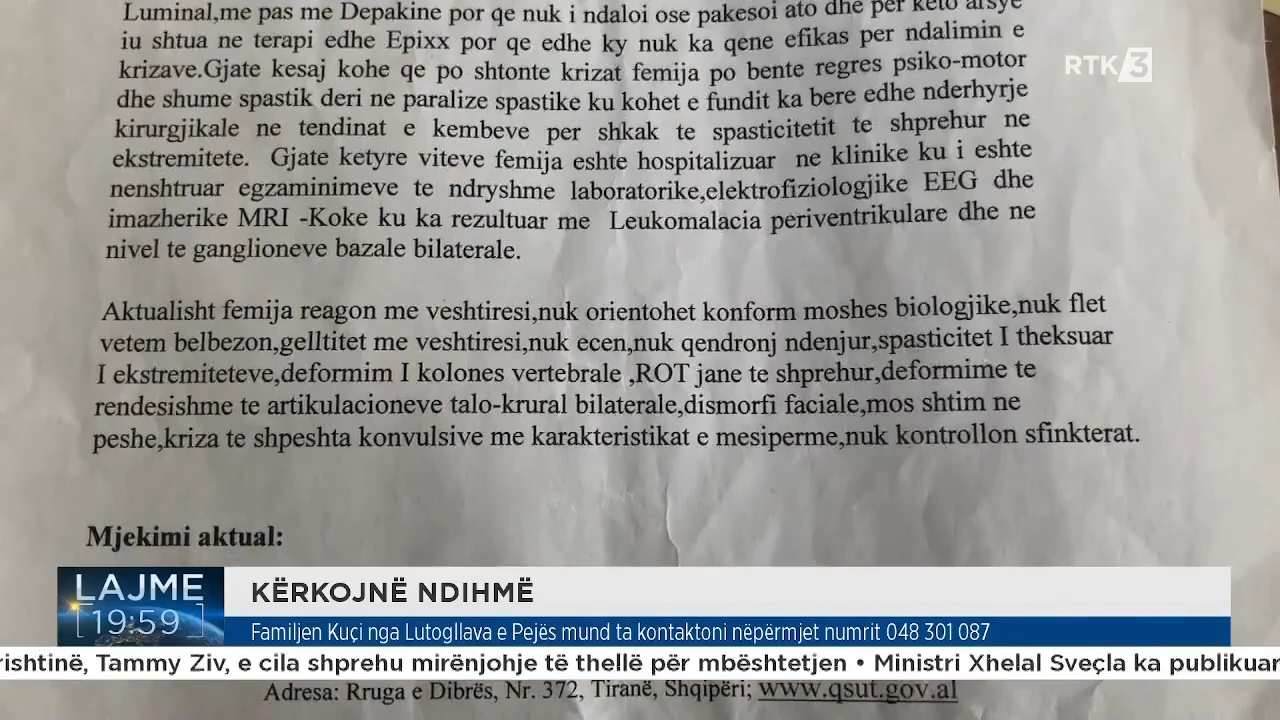 Luminal,me pas me Depakine por qe nuk i ndaloi ose pakesoi ato dhe per keto arsye
iu shtua ne terapi edhe Epixx por qe edhe ky nuk ka qene efikas per ndalimin e
krizave.Gjate kesaj kohe qe po shtonte krizat femija po bente regres psiko-motor
dhe shume spastik deri ne paralize spastike ku kohet e fundit ka bere edhe nderhyrje
kirurgjikale ne tendinat e kembeve per shkak te spasticitetit te shprehur ne
ekstremitete. Gjate ketyre viteve femija eshte hospitalizuar ne klinike ku i eshte
nenshtruar egzaminimeve te ndryshme laboratorike,elektrofiziologjike EEG dhe
imazherike MRI -Koke ku ka rezultuar me Leukomalacia periventrikulare dhe ne
nivel te ganglioneve bazale bilaterale.
Aktualisht femija reagon me veshtiresi,nuk orientohet konform moshes biologjike,nuk flet
vetem belbezon,gelltitet me veshtiresi,nuk ecen,nuk qendronj ndenjur,spasticitet I theksuar
I ekstremiteteve,deformim I kolones vertebrale ,ROT jane te shprehur,deformime te
rendesishme te artikulacioneve talo-krural bilaterale,dismorfi faciale,mos shtim ne
peshe,kriza te shpeshta konvulsive me karakteristikat e mesiperme,nuk kontrollon sfinkterat.
Mjekimi aktual:
RTK 3
LAJME
19:59
KËRKOJNË NDIHMË
Familjen Kuçi nga Lutogllava e Pejës mund ta kontaktoni nëpërmjet numrit 048 301 087
rishtinë, Tammy Ziv, e cila shprehu mirënjohje të thellë për mbështetjen • Ministri Xhelal Sveçla ka publikuar
Adresa: Rruga e Dibrës, Nr. 372, Tiranë, Shqipëri; www.qsut.gov.al